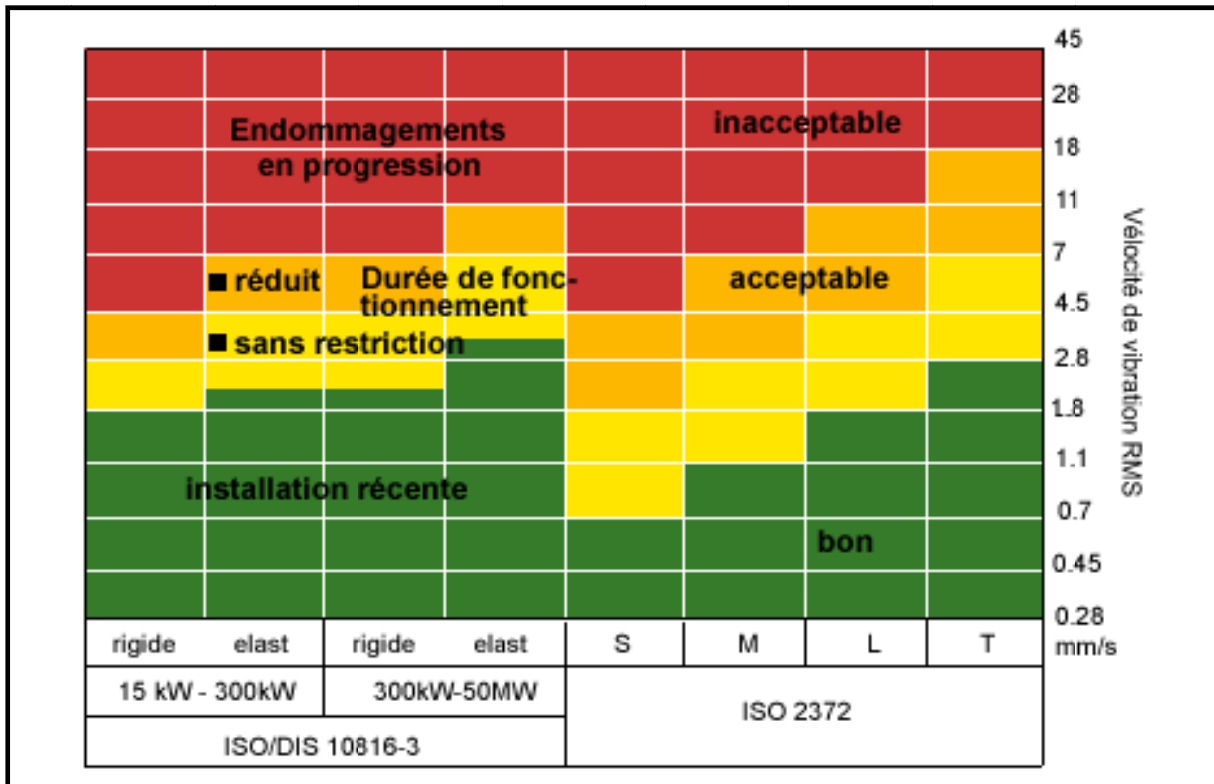 45
28
Endommagements
inacceptable
en progression
18
11
7
■ réduit
Durée de fonc-
acceptable
tionnement
4.5
■ sans restriction
2.8
1.8
1.1
installation récente
0.7
bon
0.45
0.28
Vélocité de vibration RMS
rigide elast rigide elast S M L T mm/s
15 kW - 300kW 300kW-50MW
ISO 2372
ISO/DIS 10816-3